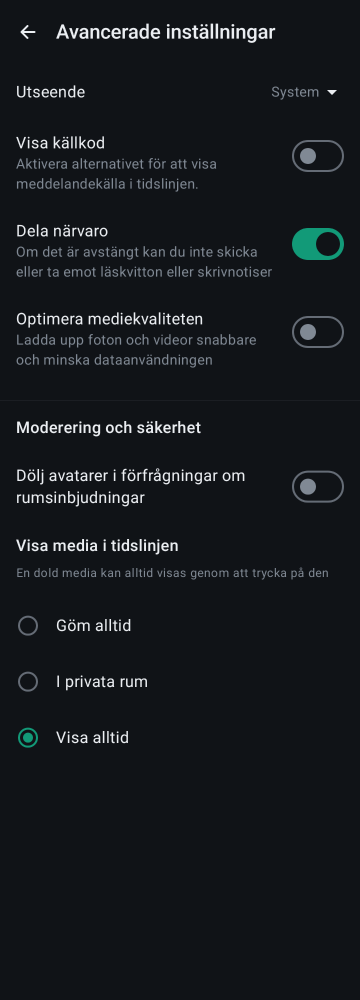 Avancerade inställningar
Utseende
System
Visa källkod
Aktivera alternativet för att visa
meddelandekälla i tidslinjen.
Dela närvaro
Om det är avstängt kan du inte skicka
eller ta emot läskvitton eller skrivnotiser
Optimera mediekvaliteten
Ladda upp foton och videor snabbare
och minska dataanvändningen
Moderering och säkerhet
Dölj avatarer i förfrågningar om
rumsinbjudningar
Visa media i tidslinjen
En dold media kan alltid visas genom att trycka på den
Göm alltid
I privata rum
Visa alltid